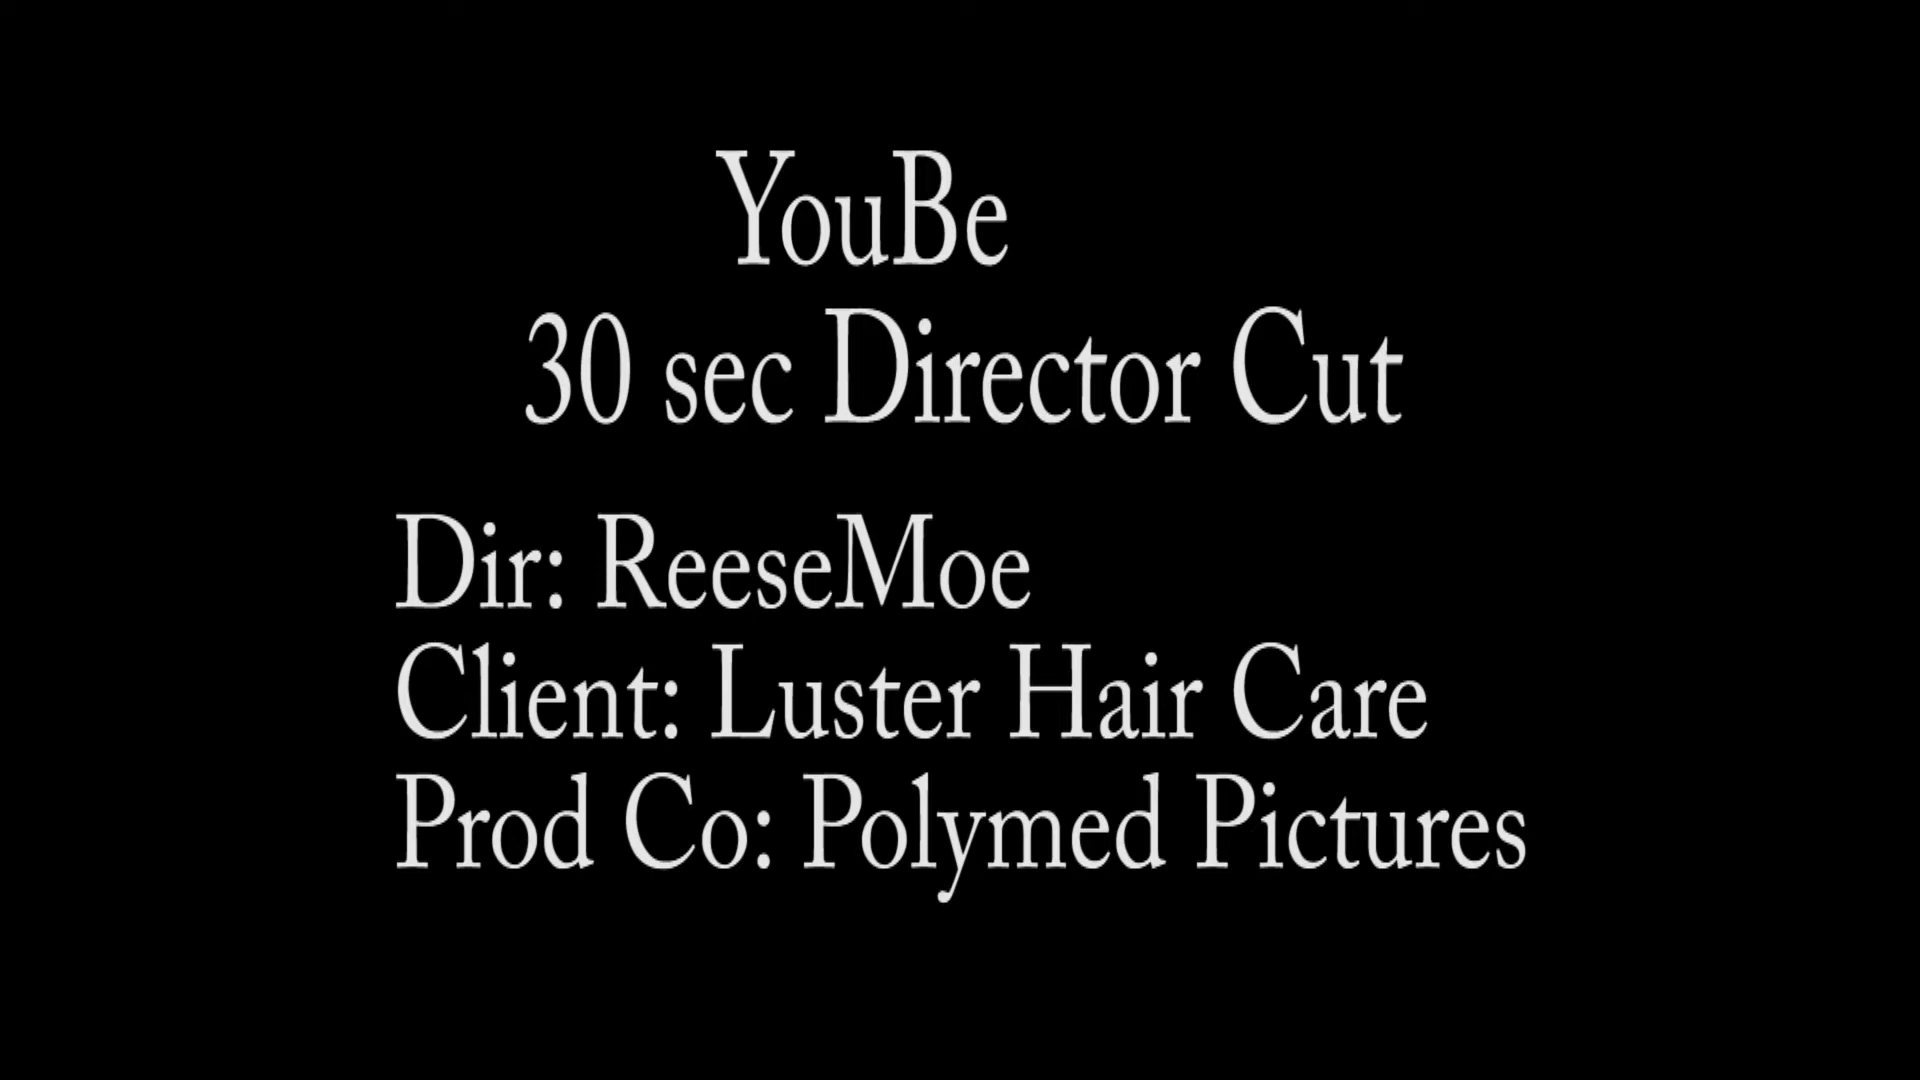 YouBe
30 sec Director Cut
Dir: ReeseMoe
Client: Luster Hair Care
Prod Co: Polymed Pictures